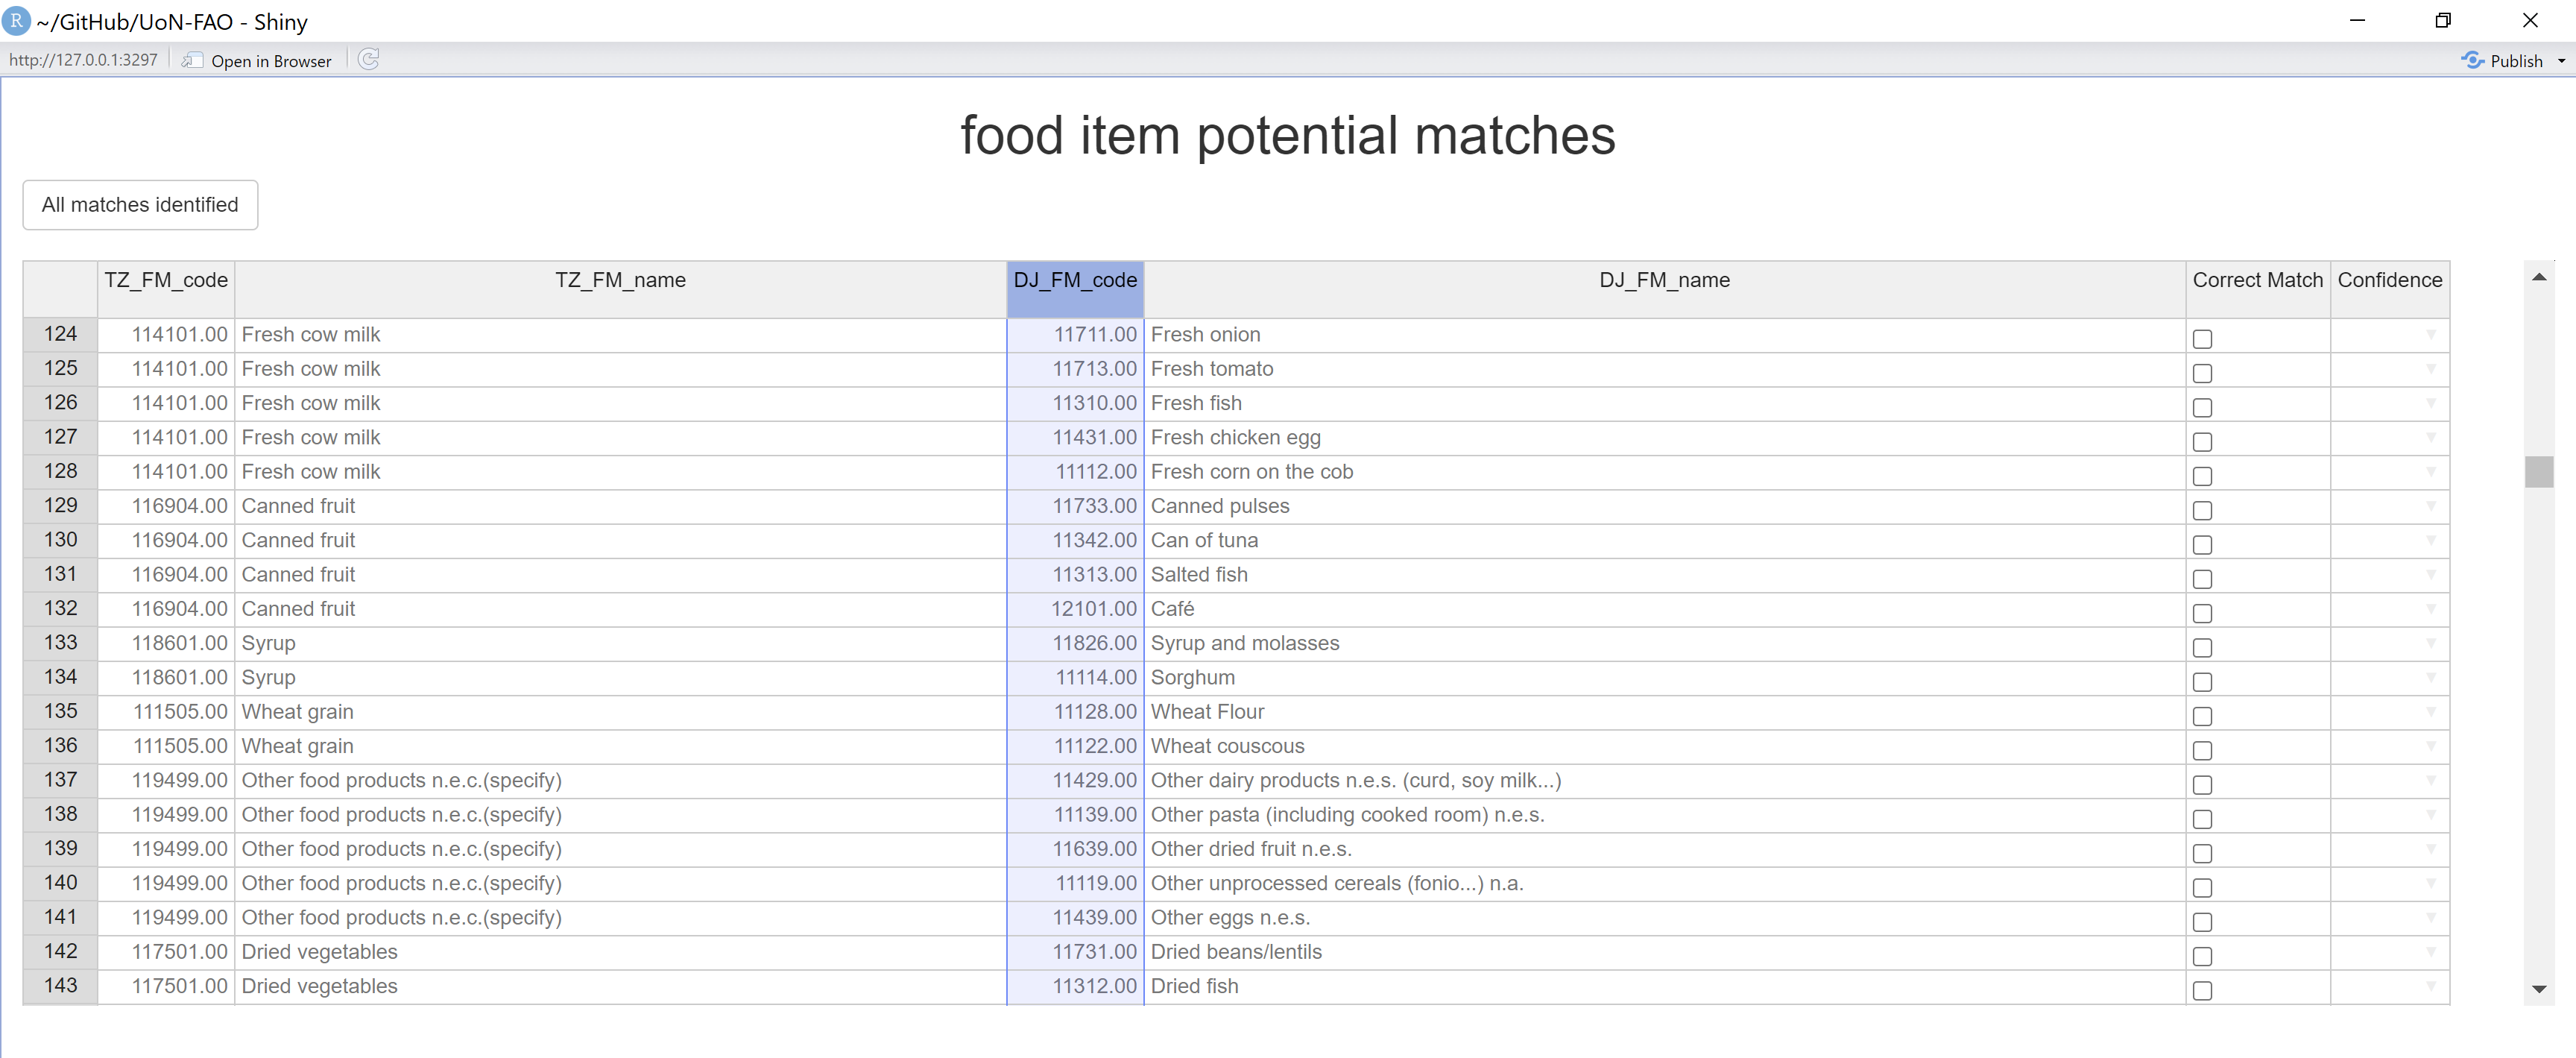 R ~/GitHub/UoN-FAO - Shiny
http://127.0.0.1:3297 Open in Browser Publish
food item potential matches
All matches identified
TZ_FM_code TZ_FM_name DJ_FM_code DJ_FM_name Correct Match Confidence
124 114101.00 Fresh cow milk 11711.00 Fresh onion
125 114101.00 Fresh cow milk 11713.00 Fresh tomato
126 114101.00 Fresh cow milk 11310.00 Fresh fish
127 114101.00 Fresh cow milk 11431.00 Fresh chicken egg
128 114101.00 Fresh cow milk 11112.00 Fresh corn on the cob
129 116904.00 Canned fruit 11733.00 Canned pulses
130 116904.00 Canned fruit 11342.00 Can of tuna
131 116904.00 Canned fruit 11313.00 Salted fish
132 116904.00 Canned fruit 12101.00 Café
133 118601.00 Syrup 11826.00 Syrup and molasses
134 118601.00 Syrup 11114.00 Sorghum
135 111505.00 Wheat grain 11128.00 Wheat Flour
136 111505.00 Wheat grain 11122.00 Wheat couscous
137 119499.00 Other food products n.e.c.(specify) 11429.00 Other dairy products n.e.s. (curd, soy milk...)
138 119499.00 Other food products n.e.c.(specify) 11139.00 Other pasta (including cooked room) n.e.s.
139 119499.00 Other food products n.e.c.(specify) 11639.00 Other dried fruit n.e.s.
140 119499.00 Other food products n.e.c.(specify) 11119.00 Other unprocessed cereals (fonio...) n.a.
141 119499.00 Other food products n.e.c.(specify) 11439.00 Other eggs n.e.s.
142 117501.00 Dried vegetables 11731.00 Dried beans/lentils
143 117501.00 Dried vegetables 11312.00 Dried fish